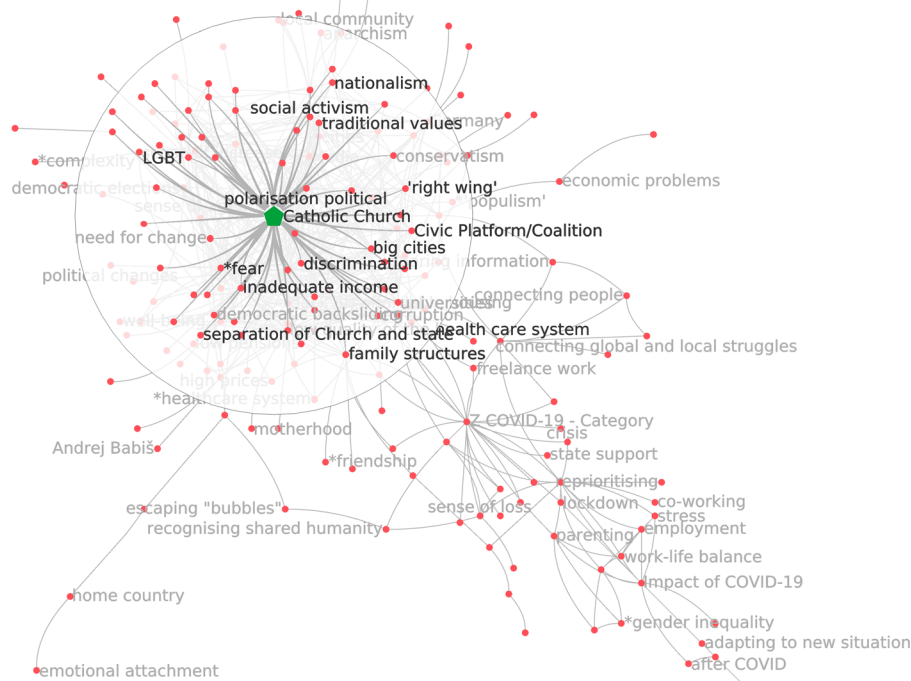 local community
anarchism
nationalism
social activism
traditional values
LGBT
conservatism
*complexity
economic problems
democratic
'right wing'
polarisation political
sense
populism'
Catholic Church
Civic Platform/Coalition
need for change
big cities
information
discrimination
*fear
political changes
inadequate income
connecting people
universities
democratic backsliding
corruption
well-being
health care system
separation of Church and state
connecting global and local struggles
family structures
freelance work
high prices
*healthcare system
Z COVID-19 - Category
motherhood
crisis
Andrej Babiš
state support
*friendship
eprioritising
escaping "bubbles"
sense of loss
lockdown
co-working
stress
recognising shared humanity
employment
parenting
work-life balance
Impact of COVID-19
home country
*gender inequality
adapting to new situation
after COVID
emotional attachment